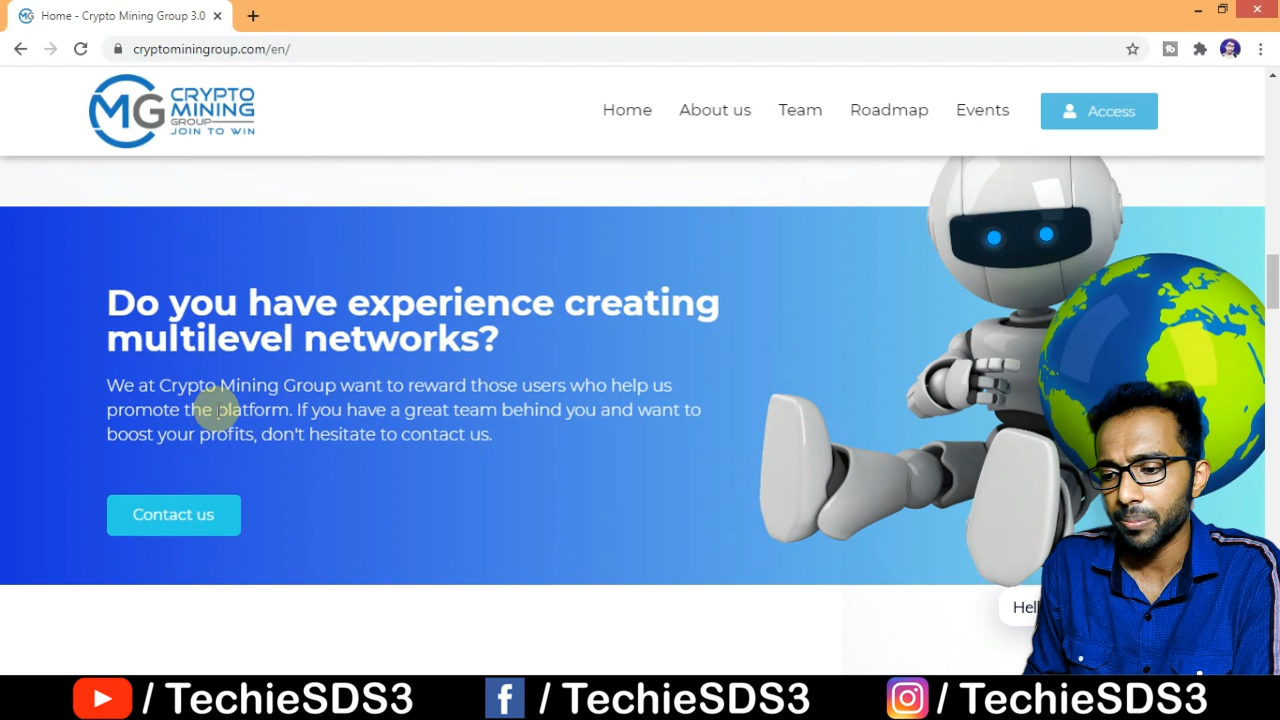 Home - Crypto Mining Group 3.0
cryptominingroup.com/en/
MG CRYPTO
MINING
GROUP
JOIN TO WIN
Home About us Team Roadmap Events Access
Do you have experience creating
multilevel networks?
We at Crypto Mining Group want to reward those users who help us
promote the platform. If you have a great team behind you and want to
boost your profits, don't hesitate to contact us.
Contact us
/ TechieSDS3 / TechieSDS3 / TechieSDS3